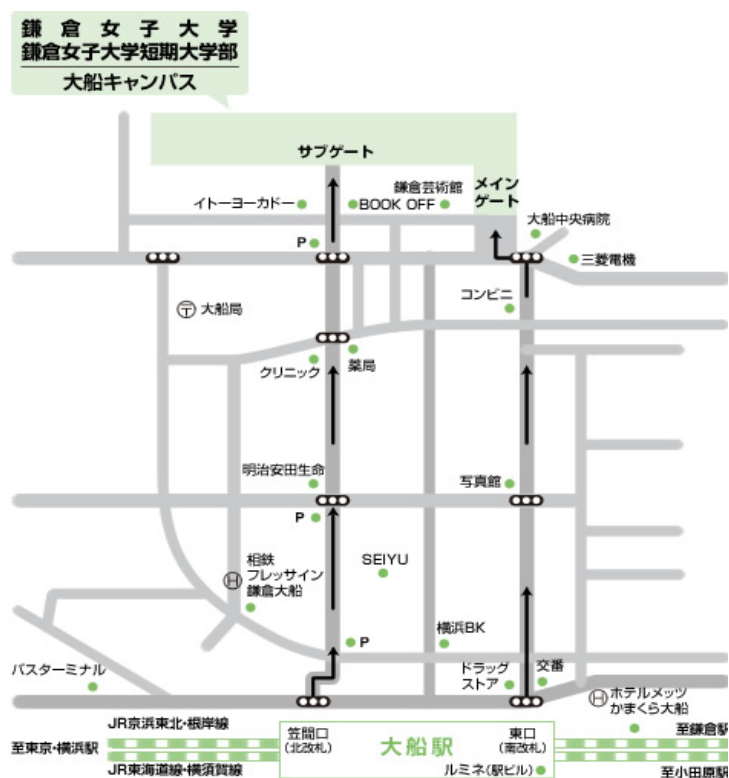 鎌倉女子大学
鎌倉女子大学短期大学部
大船キャンパス
サブゲート
メイン
ゲート
鎌倉芸術館
イトーヨーカドー
BOOK OFF
大船中央病院
P
三菱電機
コンビニ
〒 大船局
クリニック
薬局
明治安田生命
写真館
P
相鉄
フレッサイン
鎌倉大船
H
SEIYU
P
横浜BK
バスターミナル
ドラッグ
ストア
交番
H
ホテルメッツ
かまくら大船
JR京浜東北・根岸線
至東京・横浜駅
JR東海道線・横須賀線
笠間口
(北改札)
大船駅
東口
(南改札)
ルミネ(駅ビル)
至鎌倉駅
至小田原駅